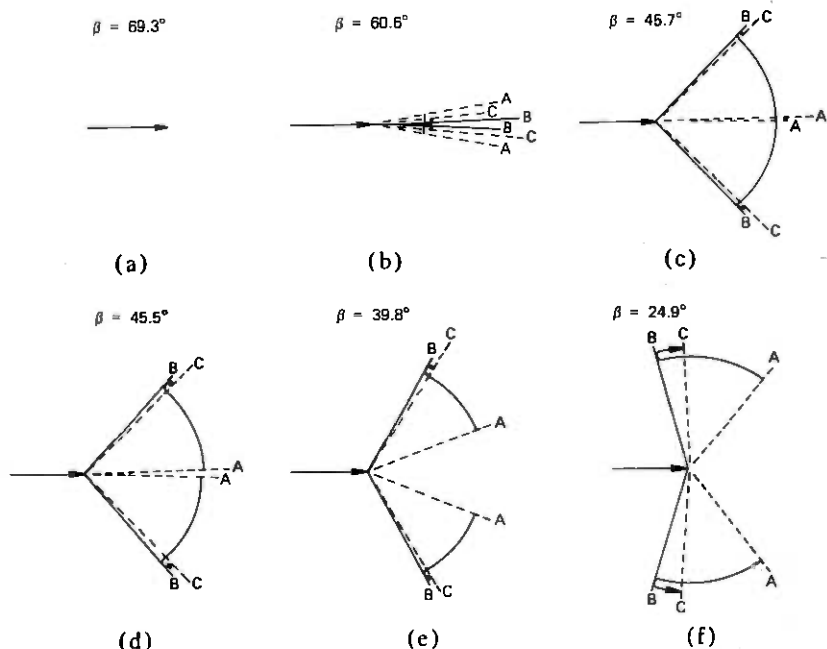 β = 69.3°
β = 60.6°
β = 45.7°
A
C
B
B
C
A
B
C
A
A
B
C
(a)
(b)
(c)
β = 45.5°
β = 39.8°
β = 24.9°
B
C
A
A
B
C
B
C
A
A
B
C
B
C
A
A
B
C
(d)
(e)
(f)